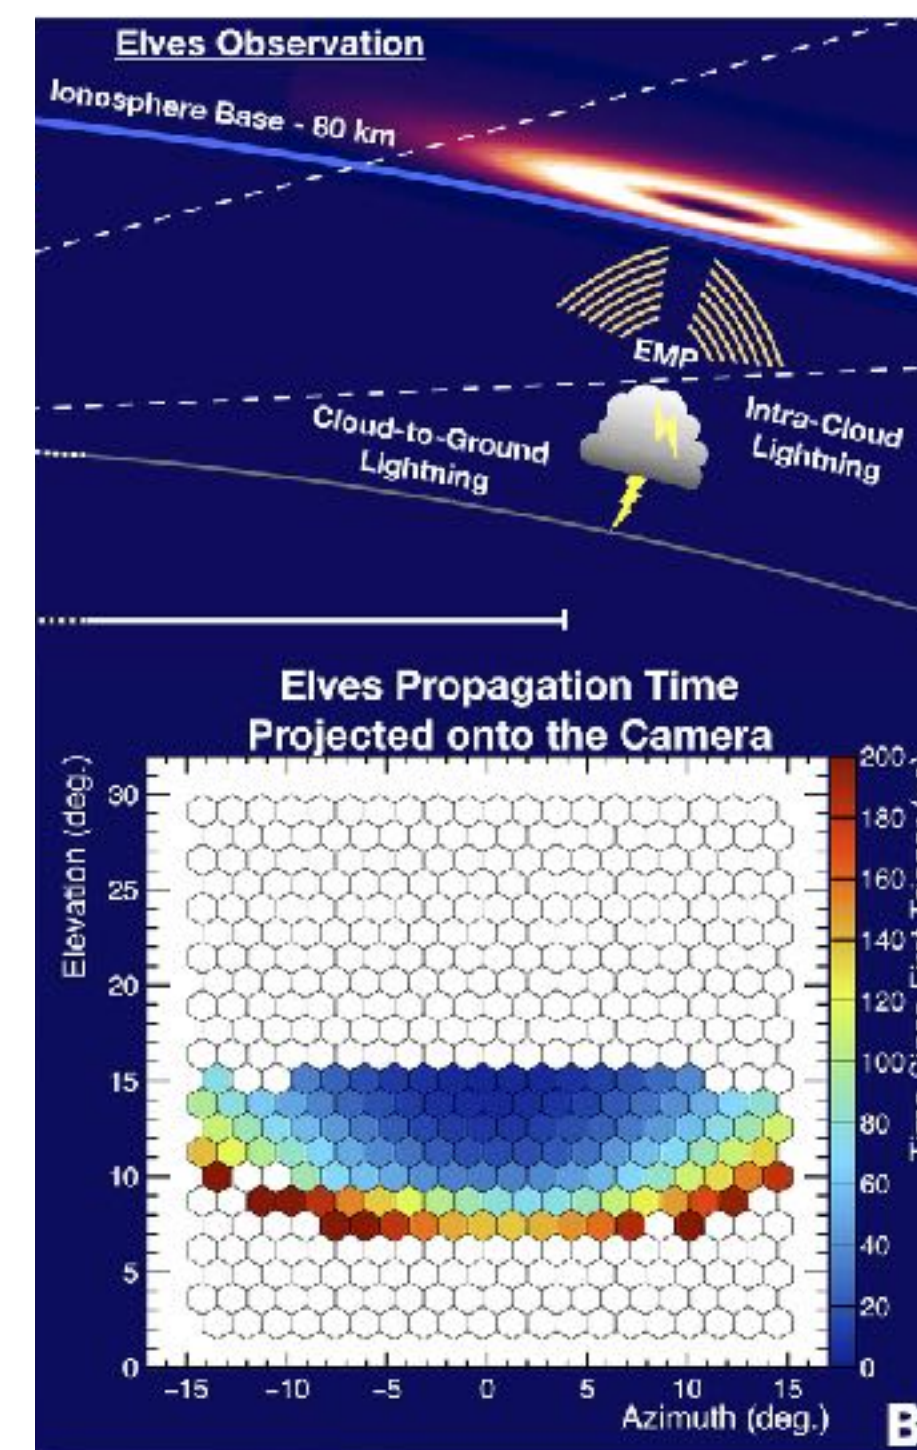 Elves Observation
Ionosphere Base - 80 km
EMP
Cloud-to-Ground
Lightning
Intra-Cloud
Lightning
Elves Propagation Time
Projected onto the Camera
Elevation (deg.)
30
25
20
15
10
5
0
-15 -10 -5 0 5 10 15
Azimuth (deg.)
200
180
160
140
120
100
80
60
40
20
0
B